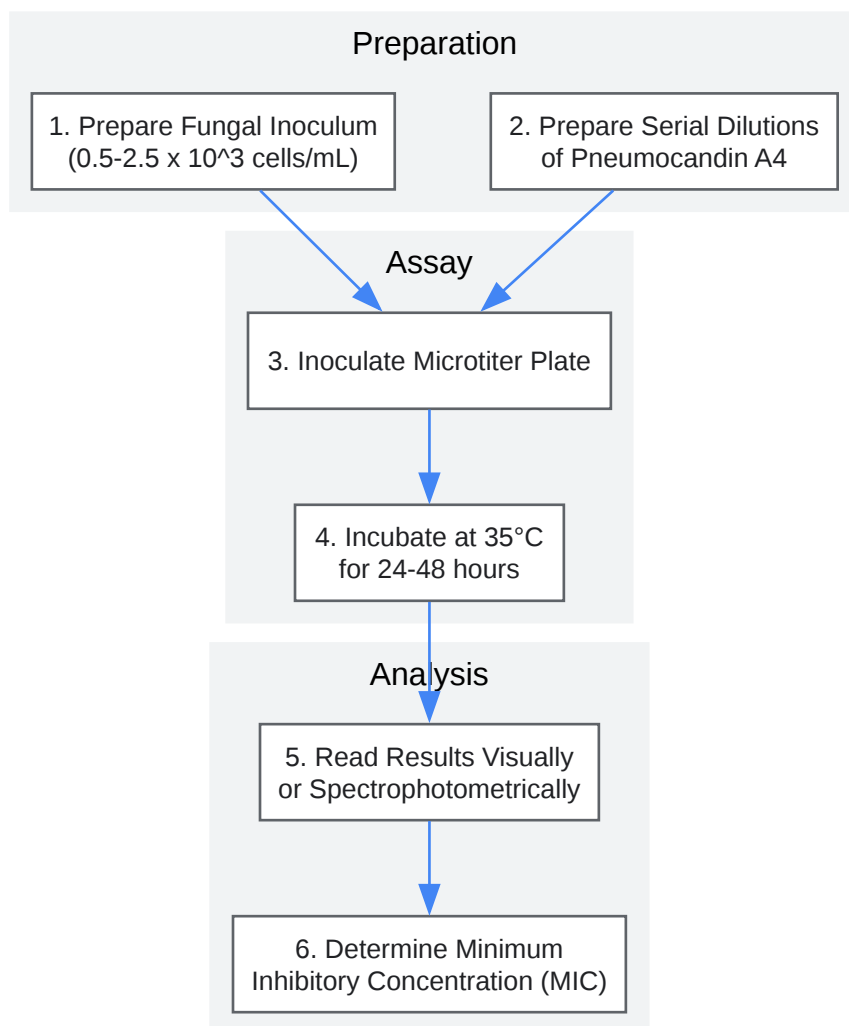 Preparation
1. Prepare Fungal Inoculum
(0.5-2.5 x 10^3 cells/mL)
2. Prepare Serial Dilutions
of Pneumocandin A4
Assay
3. Inoculate Microtiter Plate
4. Incubate at 35°C
for 24-48 hours
Analysis
5. Read Results Visually
or Spectrophotometrically
6. Determine Minimum
Inhibitory Concentration (MIC)